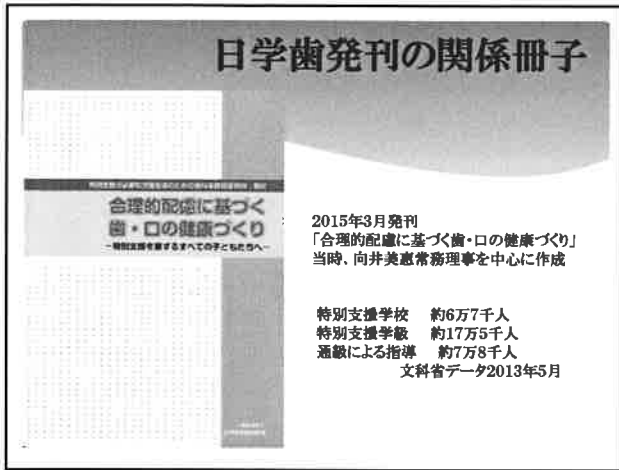 日学歯発刊の関係冊子
合理的配慮に基づく
歯・口の健康づくり
−特別支援を要するすべての子どもたちへ−
2015年3月発刊
「合理的配慮に基づく歯・口の健康づくり」
当時、向井美惠常務理事を中心に作成
特別支援学校 約6万7千人
特別支援学級 約17万5千人
通級による指導 約7万8千人
文科省データ2013年5月